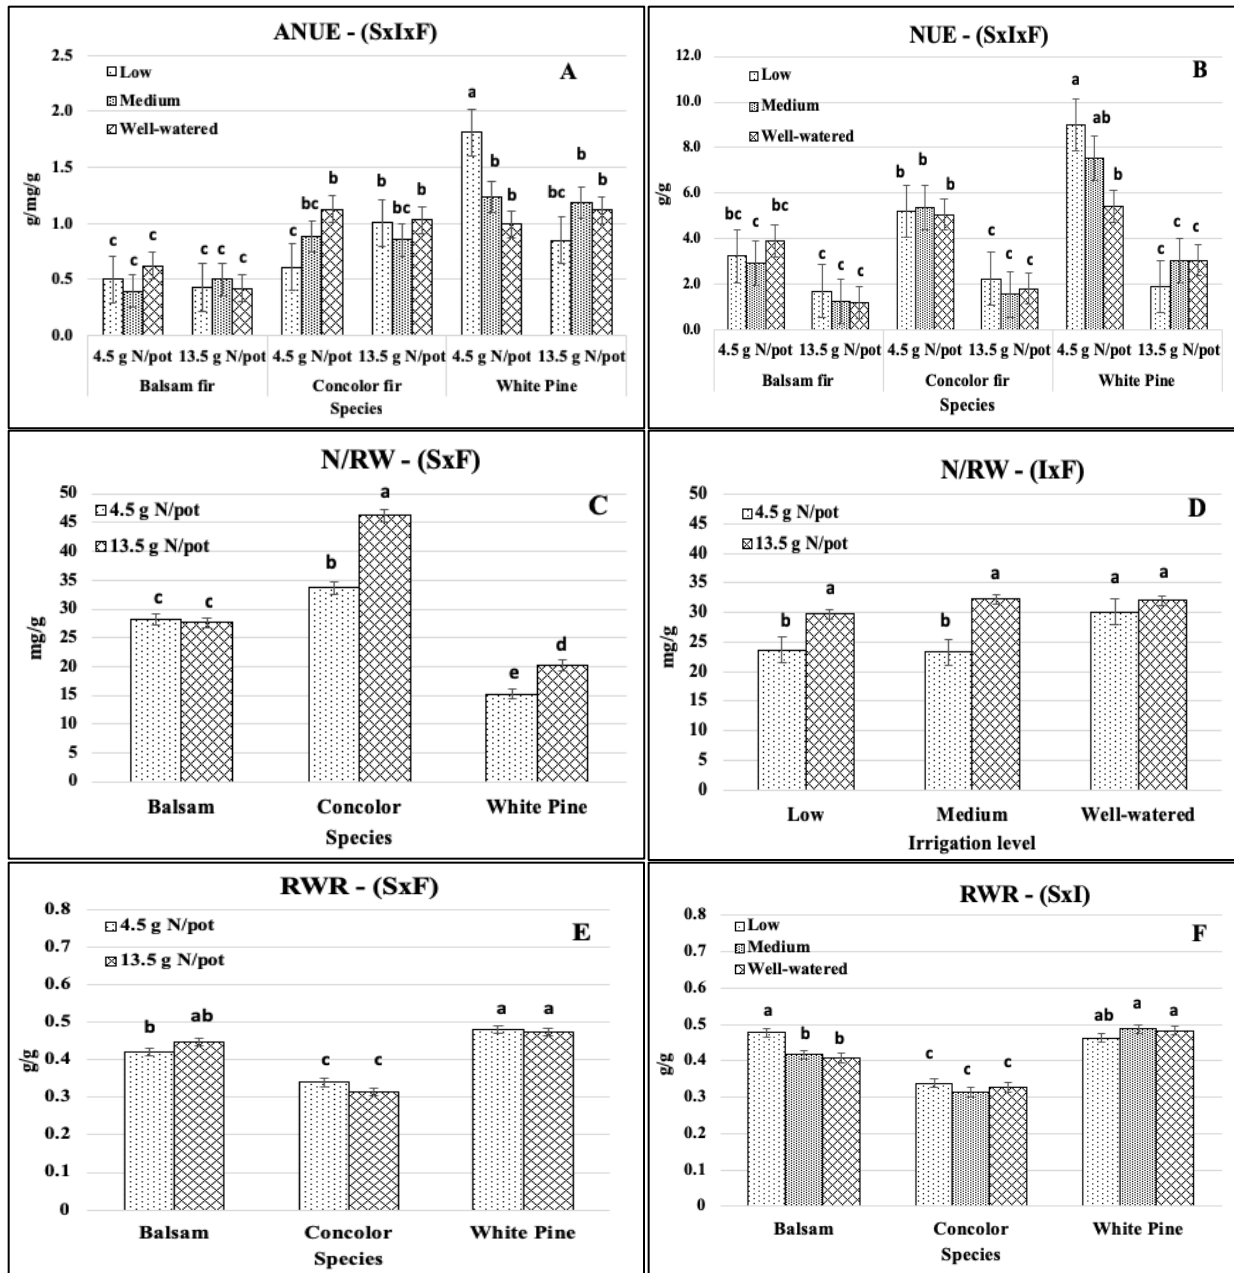 ANUE - (SxIxF)
A
Low
Medium
Well-watered
g/mg/g
2.5
2.0
1.5
1.0
0.5
0.0
c c c c c c c bc b b bc b a b b bc b b
4.5 g N/pot 13.5 g N/pot 4.5 g N/pot 13.5 g N/pot 4.5 g N/pot 13.5 g N/pot
Balsam fir Concolor fir White Pine
Species
NUE - (SxIxF)
B
Low
Medium
Well-watered
g/g
12.0
10.0
8.0
6.0
4.0
2.0
0.0
bc c bc c c c b b b c c c a ab b c c c
4.5 g N/pot 13.5 g N/pot 4.5 g N/pot 13.5 g N/pot 4.5 g N/pot 13.5 g N/pot
Balsam fir Concolor fir White Pine
Species
N/RW - (SxF)
C
4.5 g N/pot
13.5 g N/pot
mg/g
50
45
40
35
30
25
20
15
10
5
0
c c b a e d
Balsam Concolor White Pine
Species
N/RW - (IxF)
D
4.5 g N/pot
13.5 g N/pot
mg/g
50
45
40
35
30
25
20
15
10
5
0
b a b a a a
Low Medium Well-watered
Irrigation level
RWR - (SxF)
E
4.5 g N/pot
13.5 g N/pot
g/g
0.8
0.7
0.6
0.5
0.4
0.3
0.2
0.1
0
b ab c c a a
Balsam Concolor White Pine
Species
RWR - (SxI)
F
Low
Medium
Well-watered
g/g
0.8
0.7
0.6
0.5
0.4
0.3
0.2
0.1
0
a b b c c c ab a a
Balsam Concolor White Pine
Species